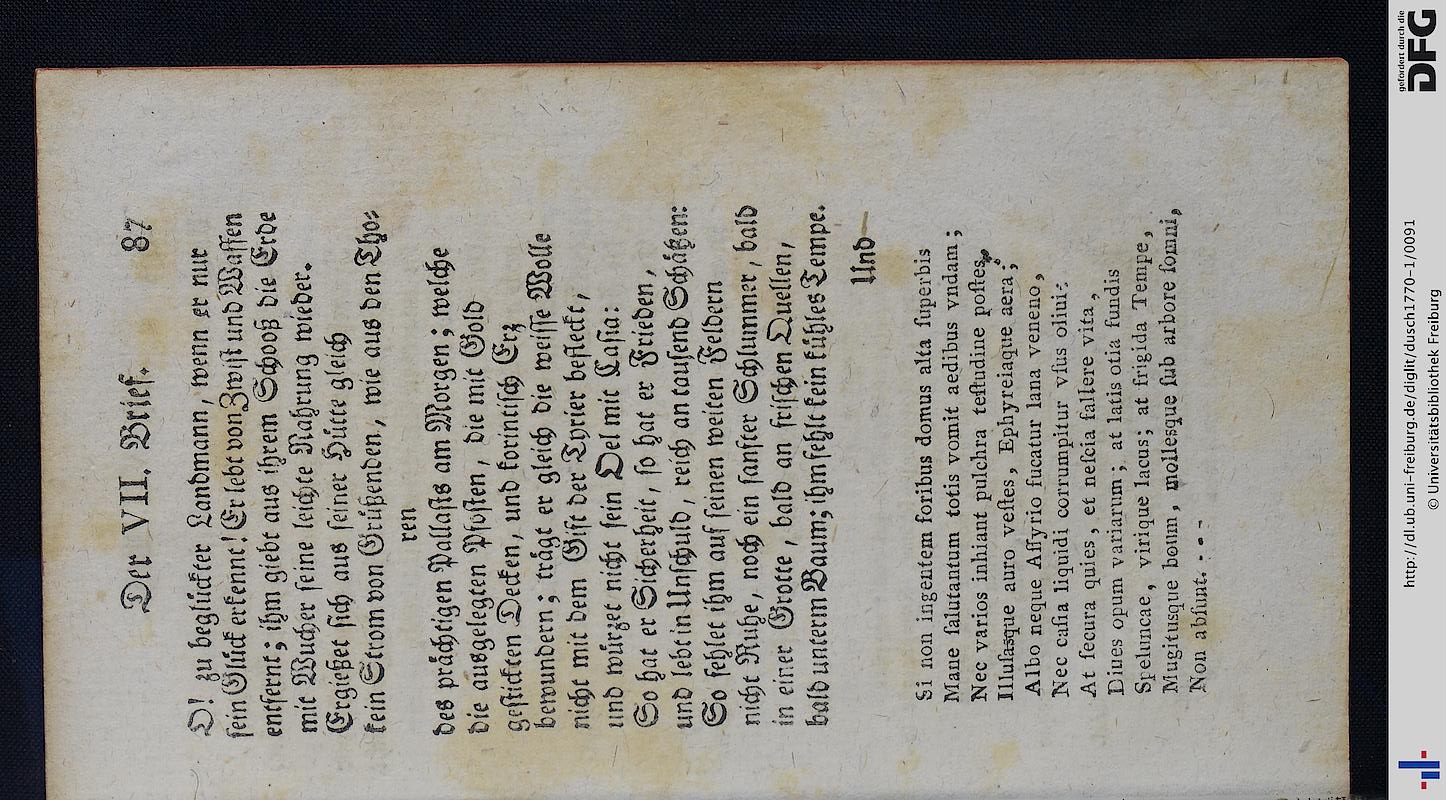 Der VII. Brief. 87
O! zu beglückter Landmann, wenn er nur
sein Glück erkennt! Er lebt von Zwist und Waffen
entfernt; ihm giebt aus ihrem Schooß die Erde
mit Wucher seine leichte Nahrung wieder.
Ergießet sich aus seiner Hütte gleich
kein Strom von Grüßenden, wie aus den Tho-
ren
des prächtigen Pallasts am Morgen; welche
die ausgelegten Pfosten, die mit Gold
gestickten Decken, und korintisch Erz
bewundern; trägt er gleich die weisse Wolle
nicht mit dem Gift der Tyrier befleckt,
und würzet nicht sein Oel mit Casia:
So hat er Sicherheit, so hat er Frieden,
und lebt in Unschuld, reich an tausend Schäßen:
So fehlet ihm auf seinen weiten Feldern
nicht Ruhe, noch ein sanfter Schlummer, bald
in einer Grotte, bald an frischen Quellen,
bald unterm Baum; ihm fehlt kein kühles Tempe.
Und
Si non ingentem foribus domus alta superbis
Mane salutantum totis vomit aedibus vndam;
Nec varios inhiant pulchra testudine postes,
Illusasque auro vestes, Ephyreiaque aera;
Albo neque Assyrio fucatur lana veneno,
Nec casia liquidi corrumpitur vsus oliui:
At secura quies, et nescia fallere vita,
Diues opum variarum; at latis otia fundis
Speluncae, vivique lacus; at frigida Tempe,
Mugitusque boum, mollesque sub arbore somni,
Non absunt. - - -
gefördert durch die
DFG
http://dl.ub.uni-freiburg.de/diglit/dusch1770-1/0091
© Universitätsbibliothek Freiburg